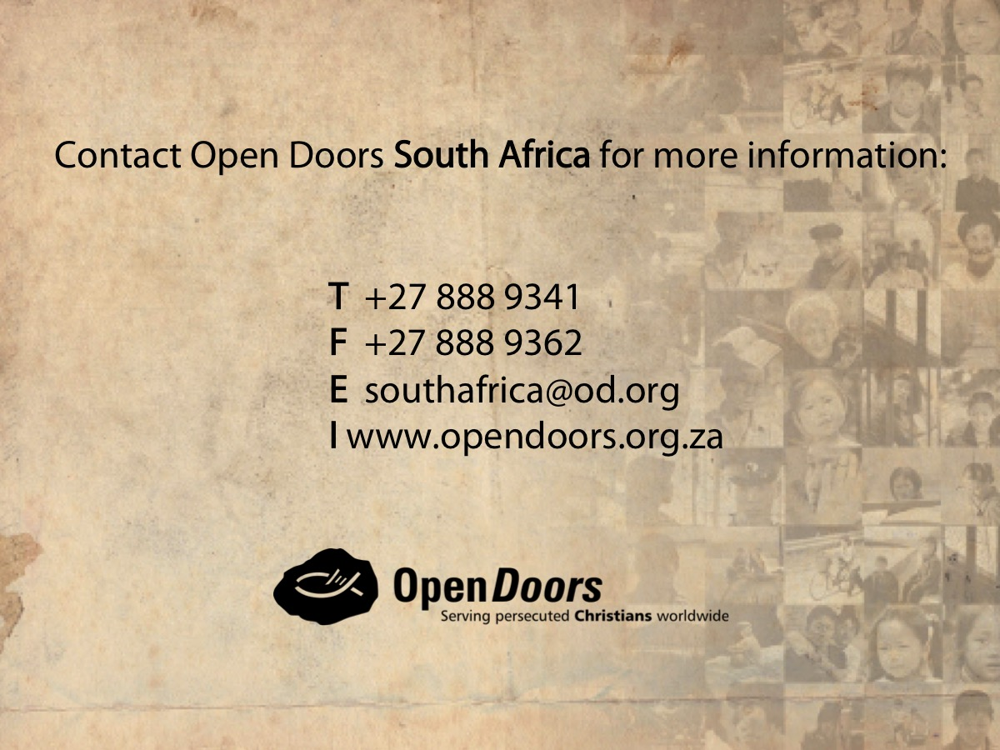 Contact Open Doors South Africa for more information:
T +27 888 9341
F +27 888 9362
E southafrica@od.org
I www.opendoors.org.za
Open Doors
Serving persecuted Christians worldwide